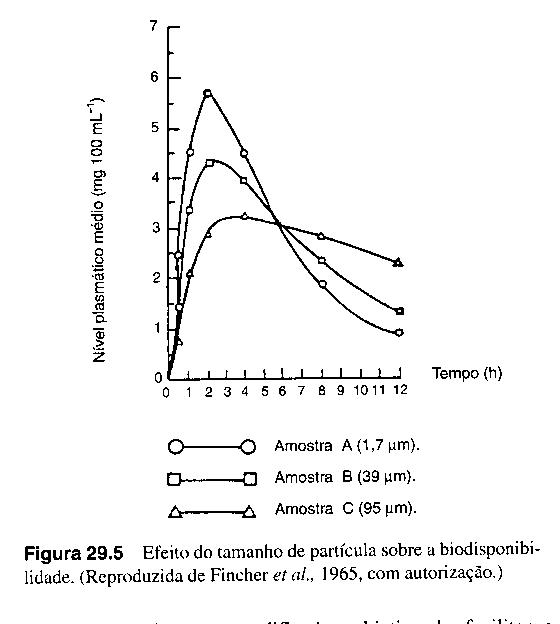 Nível plasmático médio (mg 100 mL⁻¹)
7
6
5
4
3
2
1
0
0 1 2 3 4 5 6 7 8 9 10 11 12
Tempo (h)
Amostra A (1,7 µm).
Amostra B (39 µm).
Amostra C (95 µm).
Figura 29.5 Efeito do tamanho de partícula sobre a biodisponibi-
lidade. (Reproduzida de Fincher et al., 1965, com autorização.)